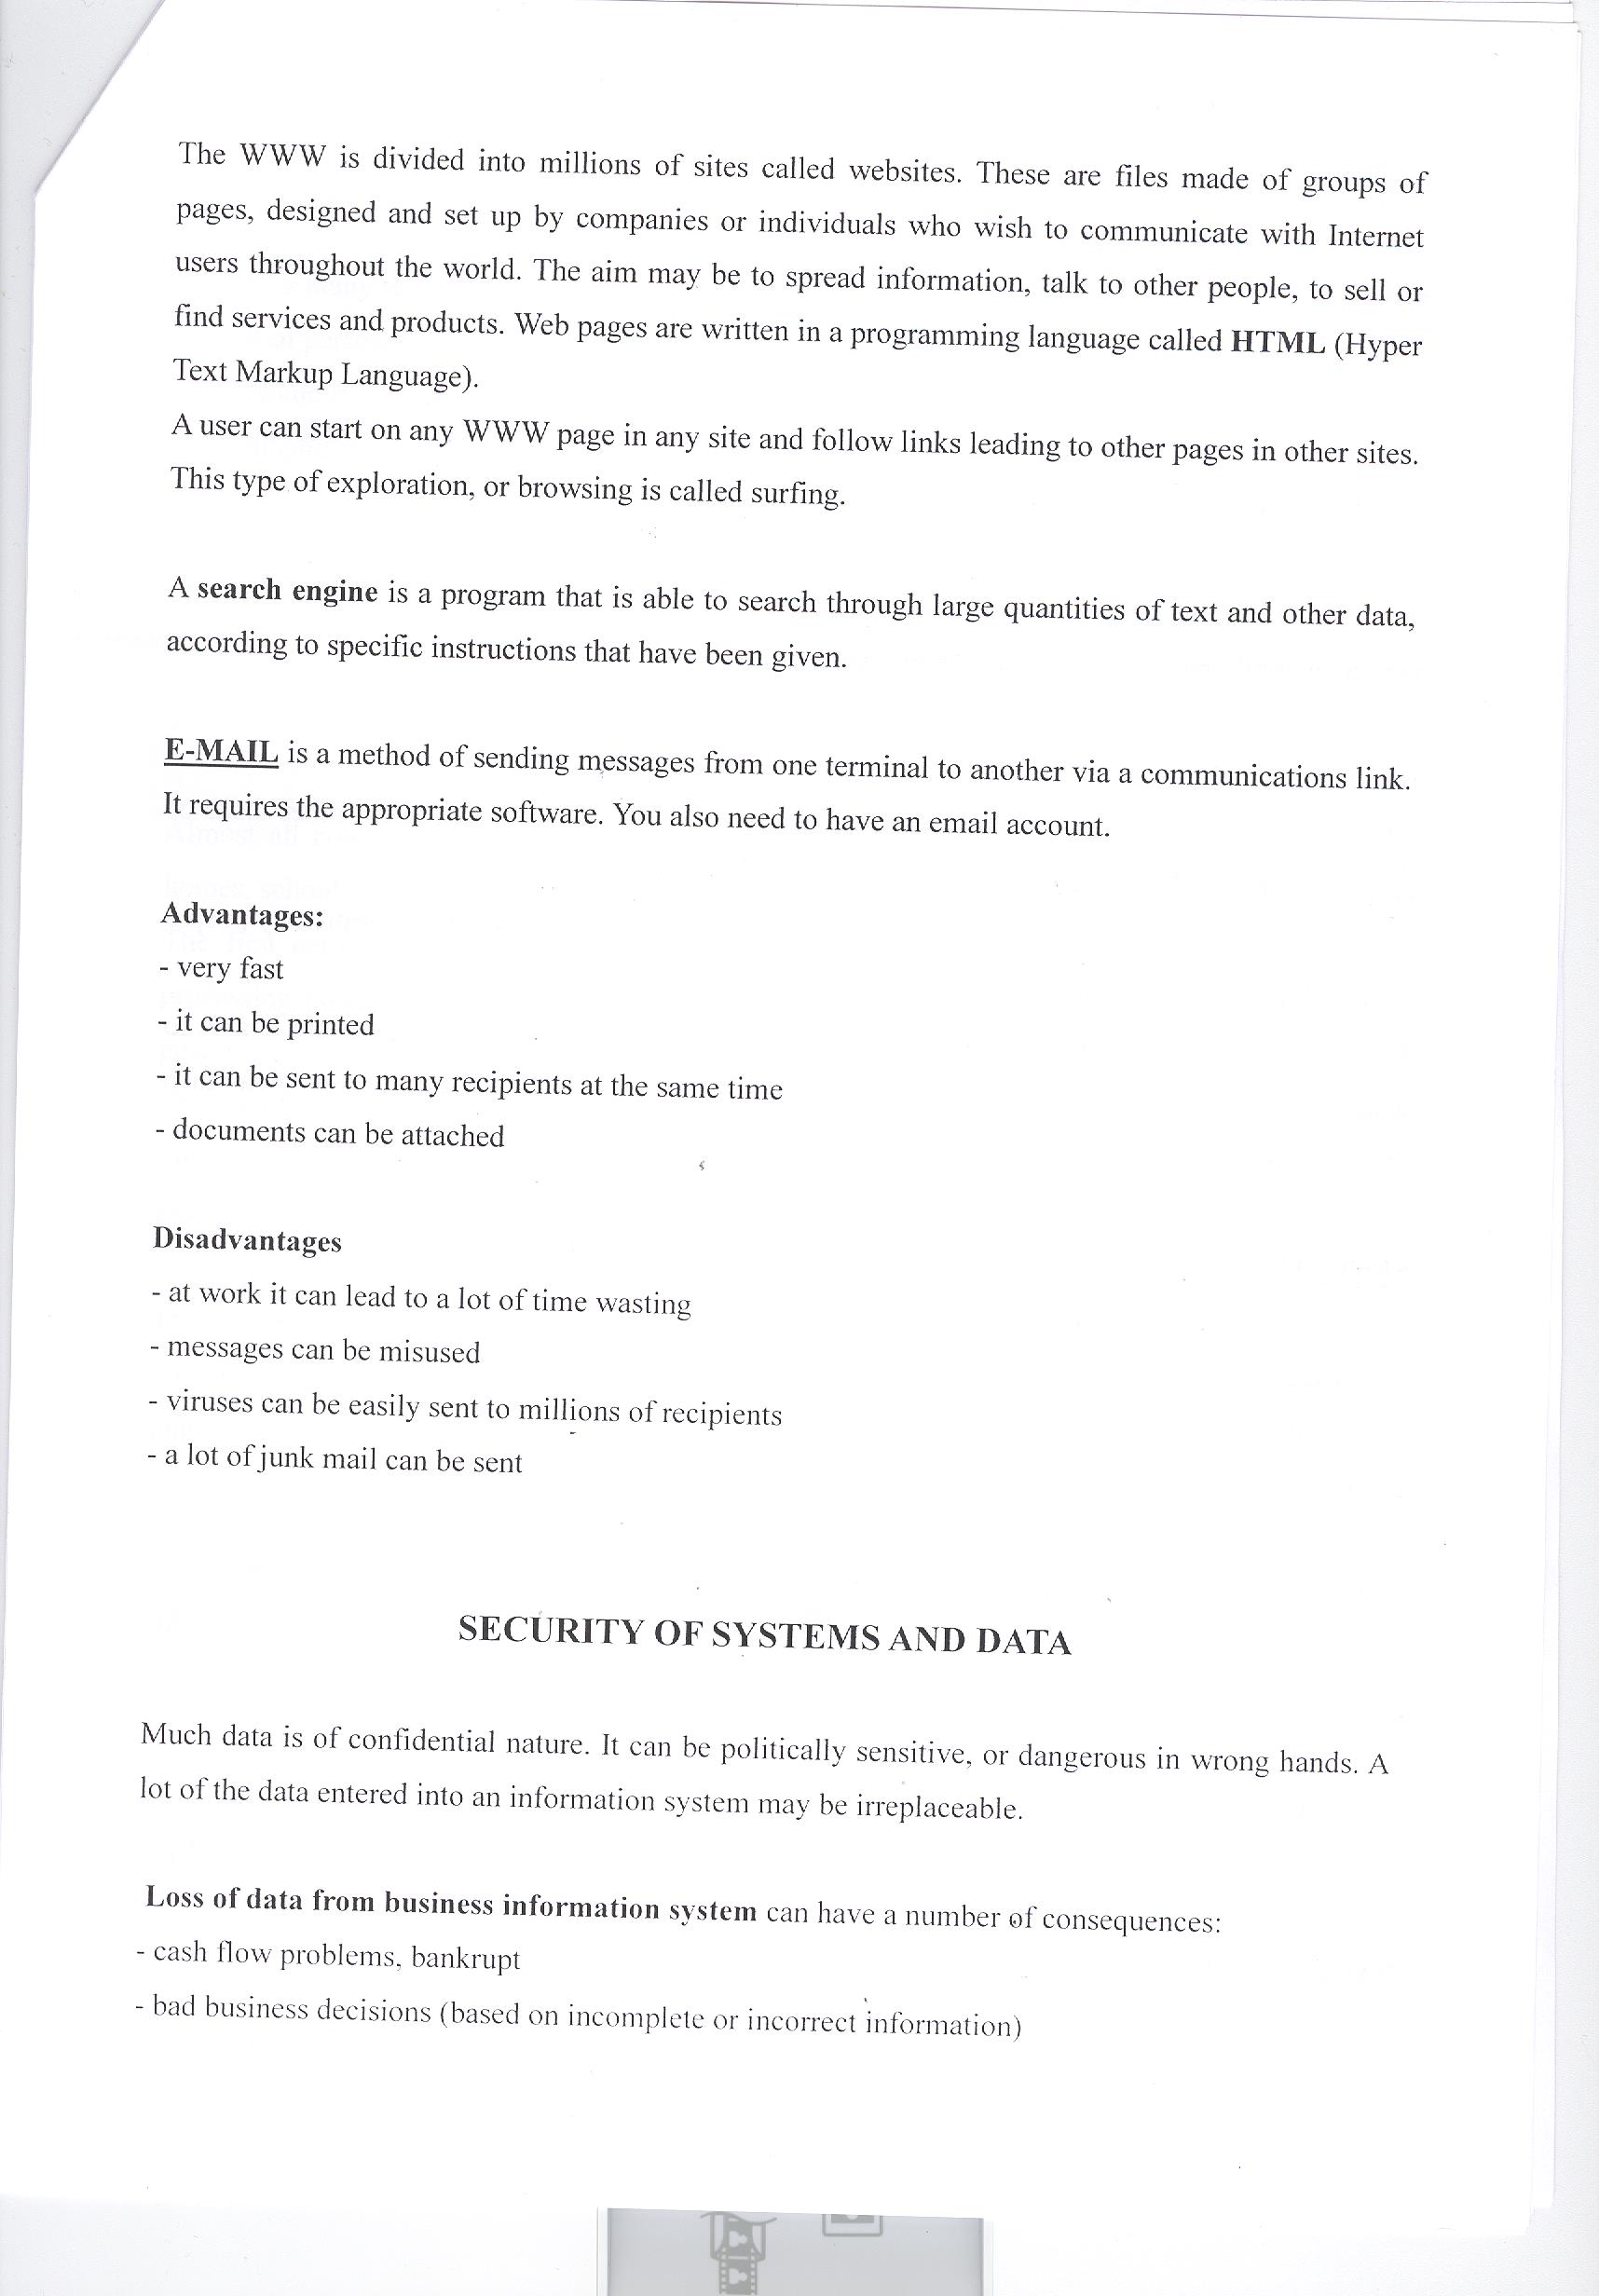 The WWW is divided into millions of sites called websites. These are files made of groups of
pages, designed and set up by companies or individuals who wish to communicate with Internet
users throughout the world. The aim may be to spread information, talk to other people, to sell or
find services and products. Web pages are written in a programming language called HTML (Hyper
Text Markup Language).
A user can start on any WWW page in any site and follow links leading to other pages in other sites.
This type of exploration, or browsing is called surfing.
A search engine is a program that is able to search through large quantities of text and other data,
according to specific instructions that have been given.
E-MAIL is a method of sending messages from one terminal to another via a communications link.
It requires the appropriate software. You also need to have an email account.
Advantages:
- very fast
- it can be printed
- it can be sent to many recipients at the same time
- documents can be attached
Disadvantages
- at work it can lead to a lot of time wasting
- messages can be misused
- viruses can be easily sent to millions of recipients
- a lot of junk mail can be sent
SECURITY OF SYSTEMS AND DATA
Much data is of confidential nature. It can be politically sensitive, or dangerous in wrong hands. A
lot of the data entered into an information system may be irreplaceable.
Loss of data from business information system can have a number of consequences:
- cash flow problems, bankrupt
- bad business decisions (based on incomplete or incorrect information)